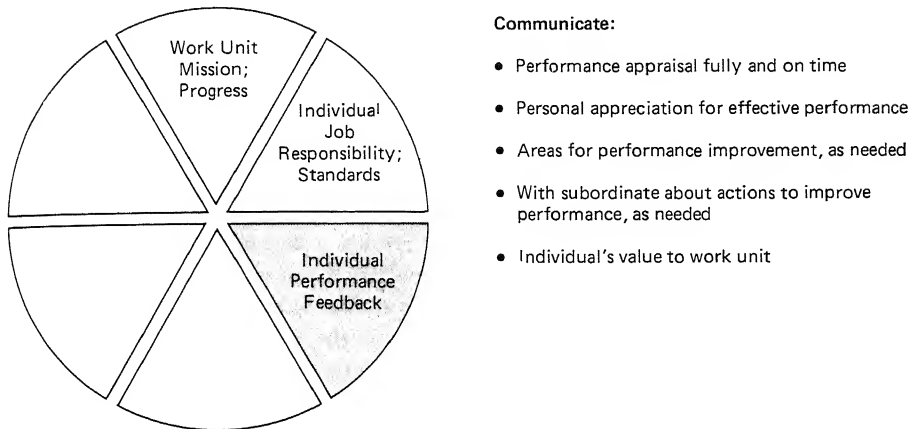 Work Unit
Mission;
Progress
Individual
Job
Responsibility;
Standards
Individual
Performance
Feedback
Communicate:
• Performance appraisal fully and on time
• Personal appreciation for effective performance
• Areas for performance improvement, as needed
• With subordinate about actions to improve
performance, as needed
• Individual's value to work unit